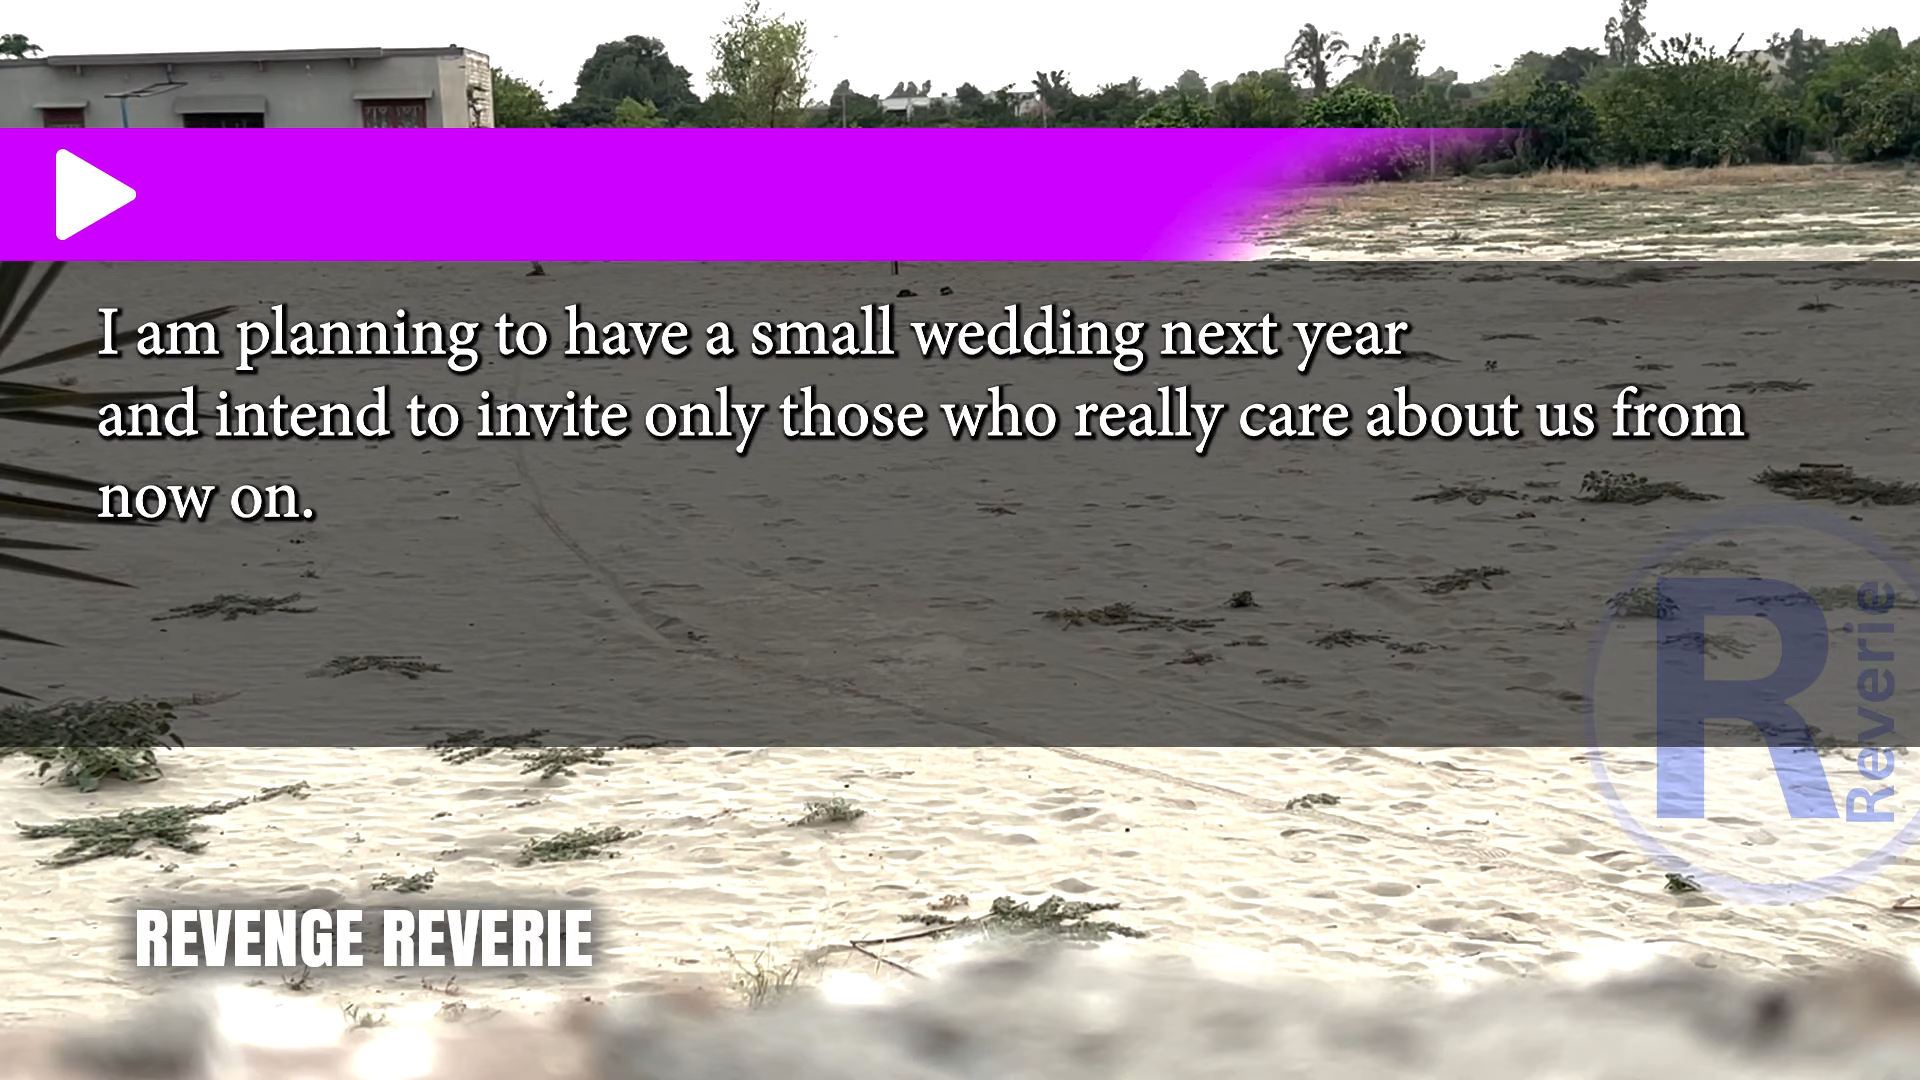 I am planning to have a small wedding next year
and intend to invite only those who really care about us from
now on.
R
Reverie
REVENGE REVERIE